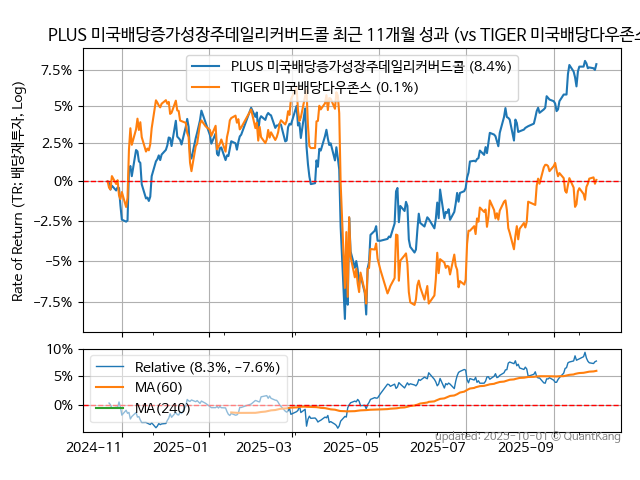 PLUS 미국배당증가성장주데일리커버드콜 최근 11개월 성과 (vs TIGER 미국배당다우존스
Rate of Return (TR: 배당재투자, Log)
PLUS 미국배당증가성장주데일리커버드콜 (8.4%)
TIGER 미국배당다우존스 (0.1%)
7.5%
5%
2.5%
0%
−2.5%
−5%
−7.5%
10%
5%
0%
Relative (8.3%, −7.6%)
MA(60)
MA(240)
2024-11 2025-01 2025-03 2025-05 2025-07 2025-09
updated: 2025-10-01 © QuantKang